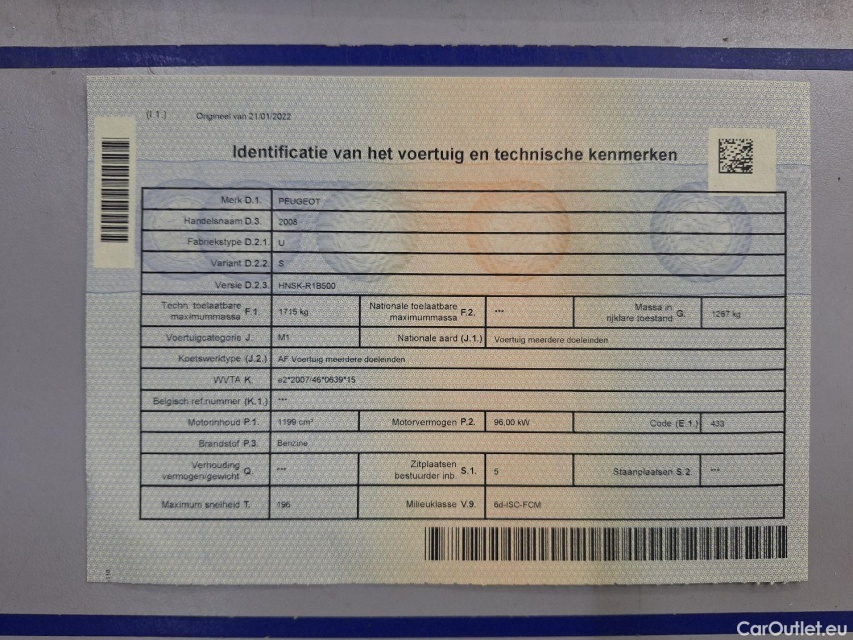 (I.1) Origineel van 21/01/2022
Identificatie van het voertuig en technische kenmerken
Merk D.1. PEUGEOT
Handelsnaam D.3. 2008
Fabriekstype D.2.1. U
Variant D.2.2. S
Versie D.2.3. HNSK-R1B500
Techn. toelaatbare maximummassa F.1. 1715 kg Nationale toelaatbare maximummassa F.2. *** Massa in rijklare toestand G. 1267 kg
Voertuigcategorie J. M1 Nationale aard (J.1.) Voertuig meerdere doeleinden
Koetswerktype (J.2.) AF Voertuig meerdere doeleinden
WVTA K. e2*2007/46*0639*15
Belgisch ref.nummer (K.1.) ***
Motorinhoud P.1. 1199 cm³ Motorvermogen P.2. 96,00 kW Code (E.1.) 433
Brandstof P.3. Benzine
Verhouding vermogen/gewicht Q. *** Zitplaatsen bestuurder inb. S.1. 5 Staanplaatsen S.2. ***
Maximum snelheid T. 196 Milieuklasse V.9. 6d-ISC-FCM
CarOutlet.eu